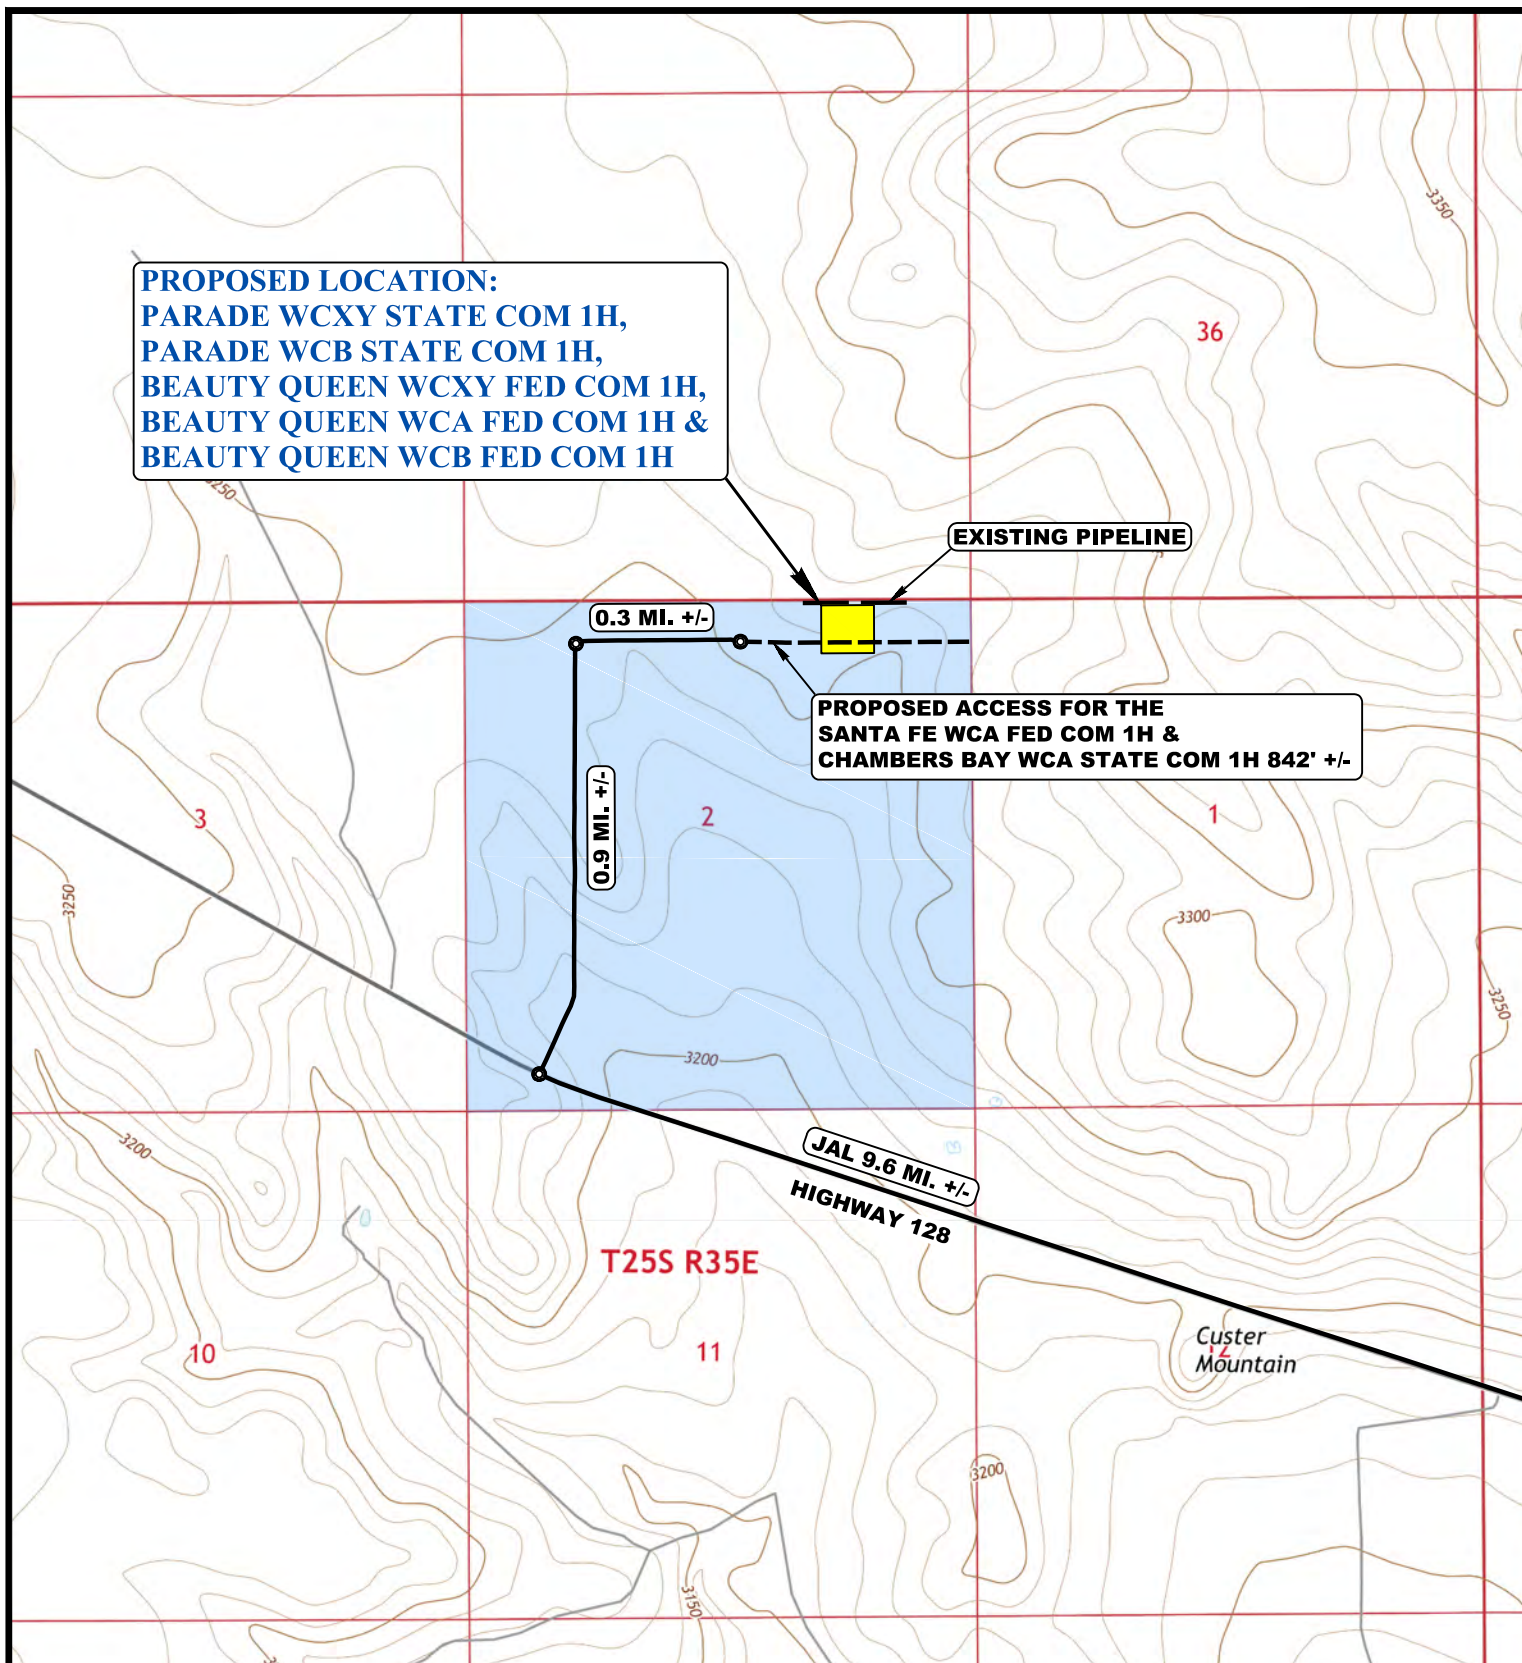 3350
36
PROPOSED LOCATION:
PARADE WCXY STATE COM 1H,
PARADE WCB STATE COM 1H,
BEAUTY QUEEN WCXY FED COM 1H,
BEAUTY QUEEN WCA FED COM 1H &
BEAUTY QUEEN WCB FED COM 1H
EXISTING PIPELINE
0.3 MI. +/-
PROPOSED ACCESS FOR THE
SANTA FE WCA FED COM 1H &
CHAMBERS BAY WCA STATE COM 1H 842' +/-
0.9 MI. +/-
3
2
1
3250
3300
3250
3200
3200
JAL 9.6 MI. +/-
HIGHWAY 128
T25S R35E
10
11
12
Custer
Mountain
3200
3150